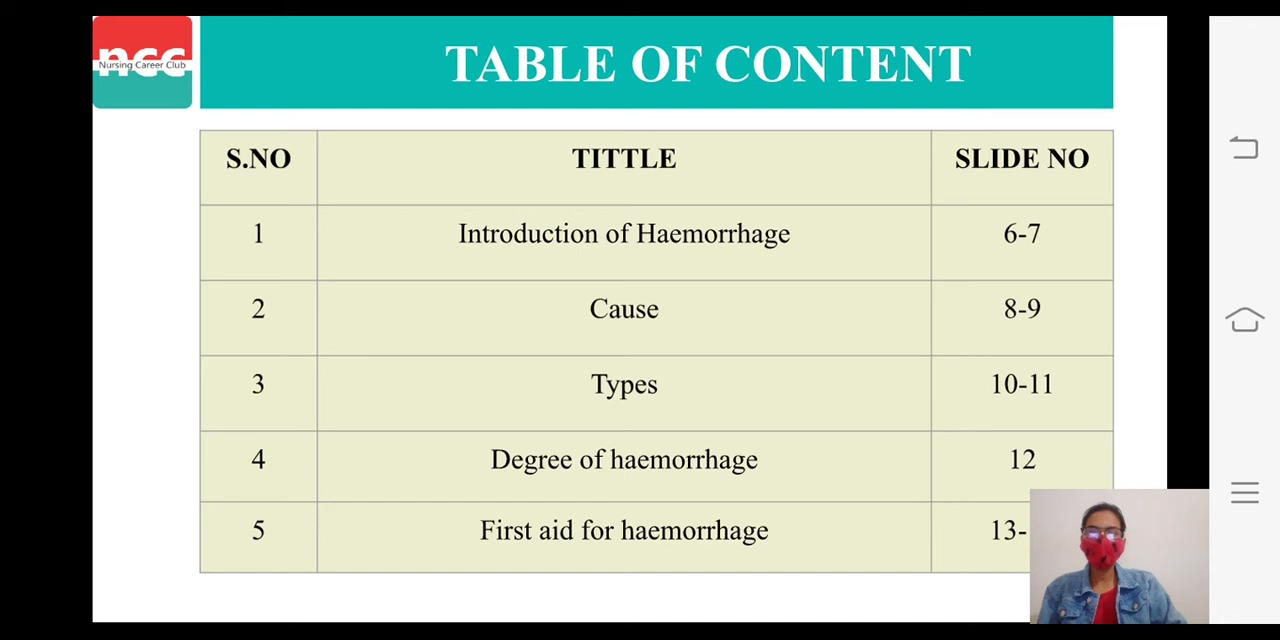 ncc
Nursing Career Club
TABLE OF CONTENT
S.NO TITTLE SLIDE NO
1 Introduction of Haemorrhage 6-7
2 Cause 8-9
3 Types 10-11
4 Degree of haemorrhage 12
5 First aid for haemorrhage 13-